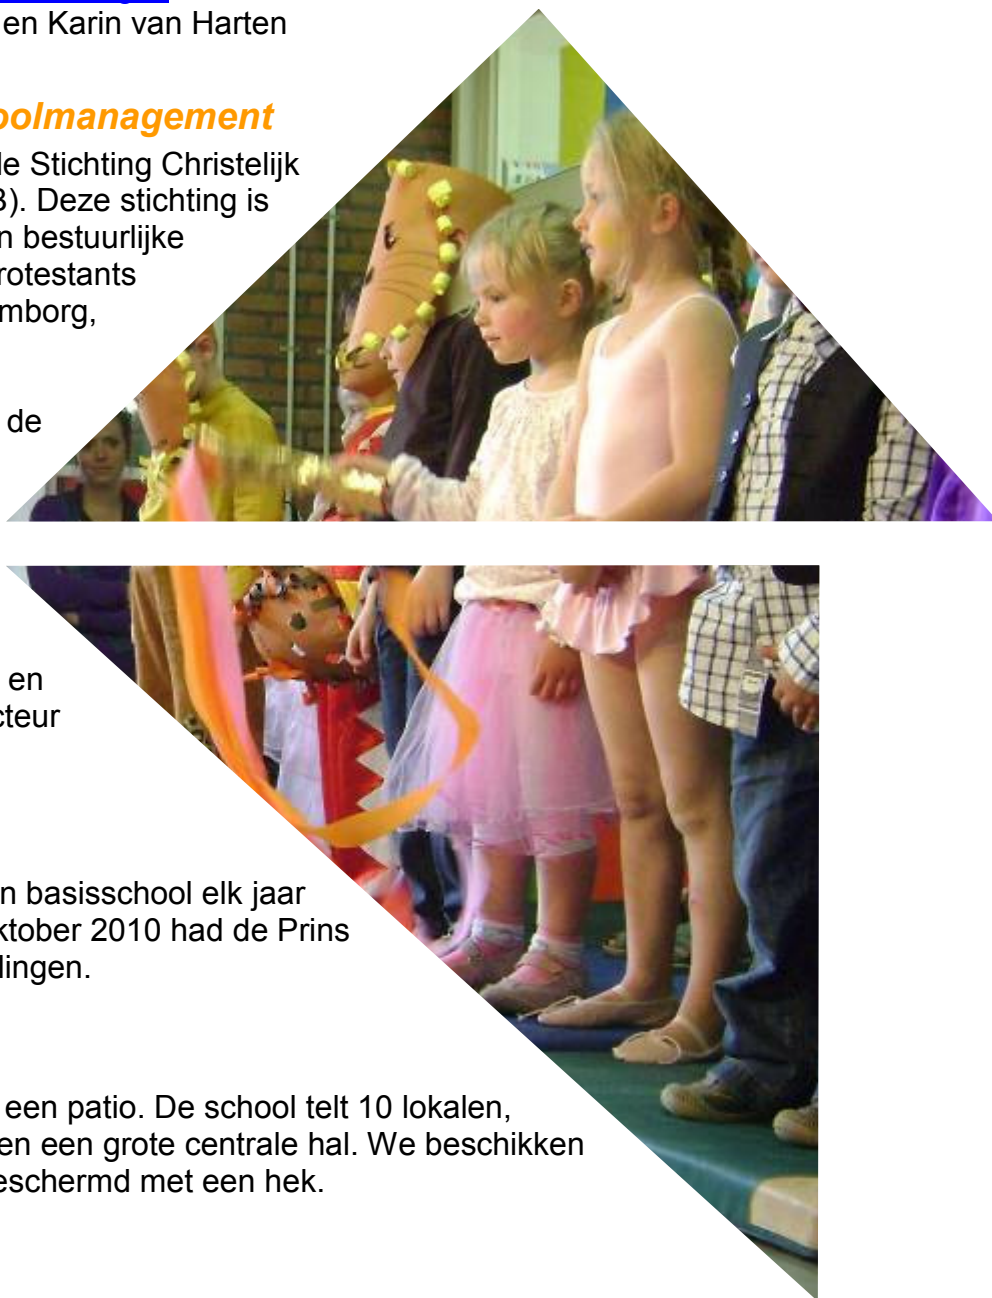 en Karin van Harten
oolmanagement
Stichting Christelijk
Deze stichting is
bestuurlijke
rotestants
mborg,
de
en
cteur
basisschool elk jaar
ktober 2010 had de Prins
lingen.
een patio. De school telt 10 lokalen,
en een grote centrale hal. We beschikken
eschermd met een hek.